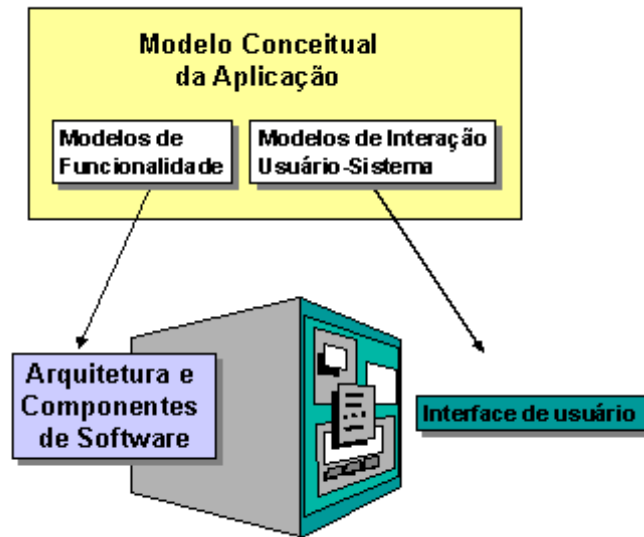 Modelo Conceitual
da Aplicação
Modelos de
Funcionalidade
Modelos de Interação
Usuário-Sistema
Arquitetura e
Componentes
de Software
Interface de usuário